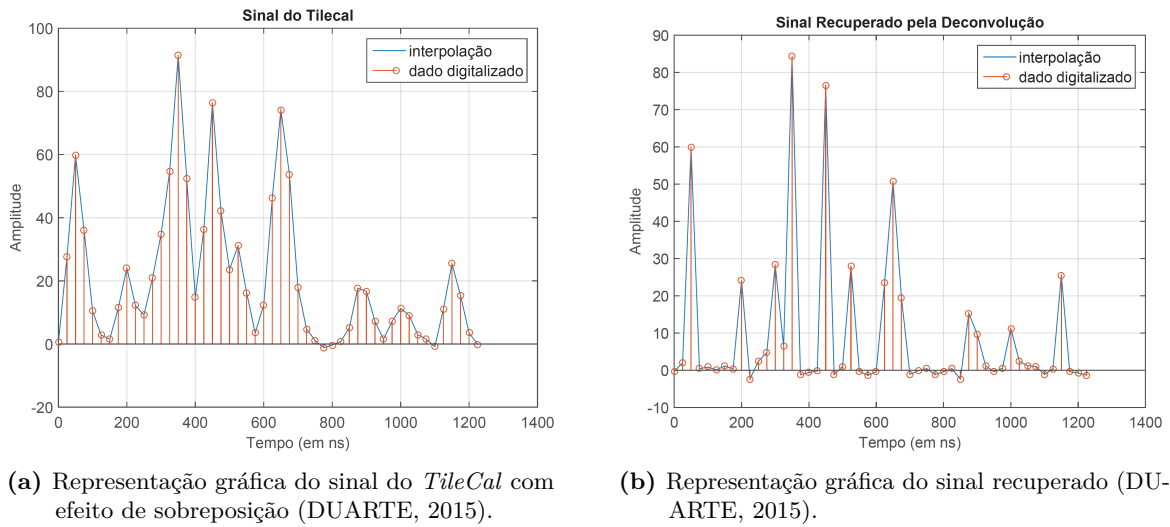 Sinal do Tilecal
100
80
60
40
20
0
-20
Amplitude
interpolação
dado digitalizado
0 200 400 600 800 1000 1200 1400
Tempo (em ns)
(a) Representação gráfica do sinal do TileCal com
efeito de sobreposição (DUARTE, 2015).
Sinal Recuperado pela Deconvolução
90
80
70
60
50
40
30
20
10
0
-10
Amplitude
interpolação
dado digitalizado
0 200 400 600 800 1000 1200 1400
Tempo (em ns)
(b) Representação gráfica do sinal recuperado (DU-
ARTE, 2015).